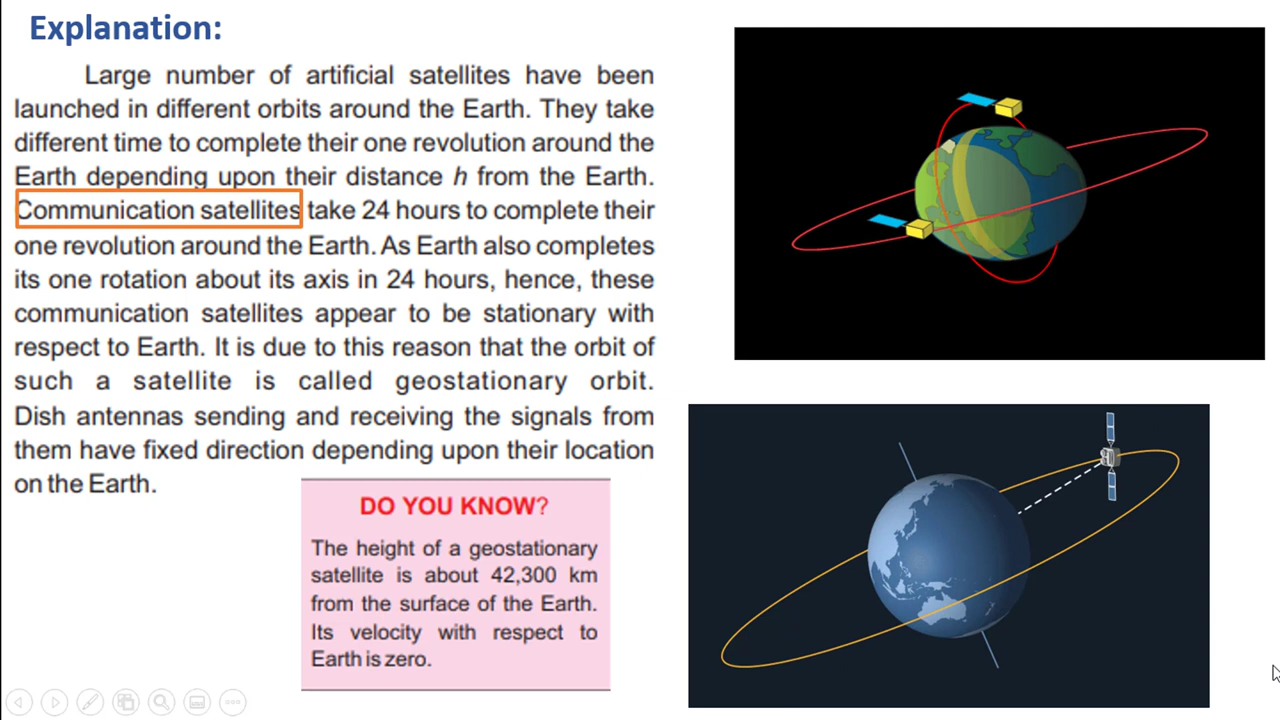 Explanation:
Large number of artificial satellites have been
launched in different orbits around the Earth. They take
different time to complete their one revolution around the
Earth depending upon their distance h from the Earth.
Communication satellites take 24 hours to complete their
one revolution around the Earth. As Earth also completes
its one rotation about its axis in 24 hours, hence, these
communication satellites appear to be stationary with
respect to Earth. It is due to this reason that the orbit of
such a satellite is called geostationary orbit.
Dish antennas sending and receiving the signals from
them have fixed direction depending upon their location
on the Earth.
DO YOU KNOW?
The height of a geostationary
satellite is about 42,300 km
from the surface of the Earth.
Its velocity with respect to
Earth is zero.